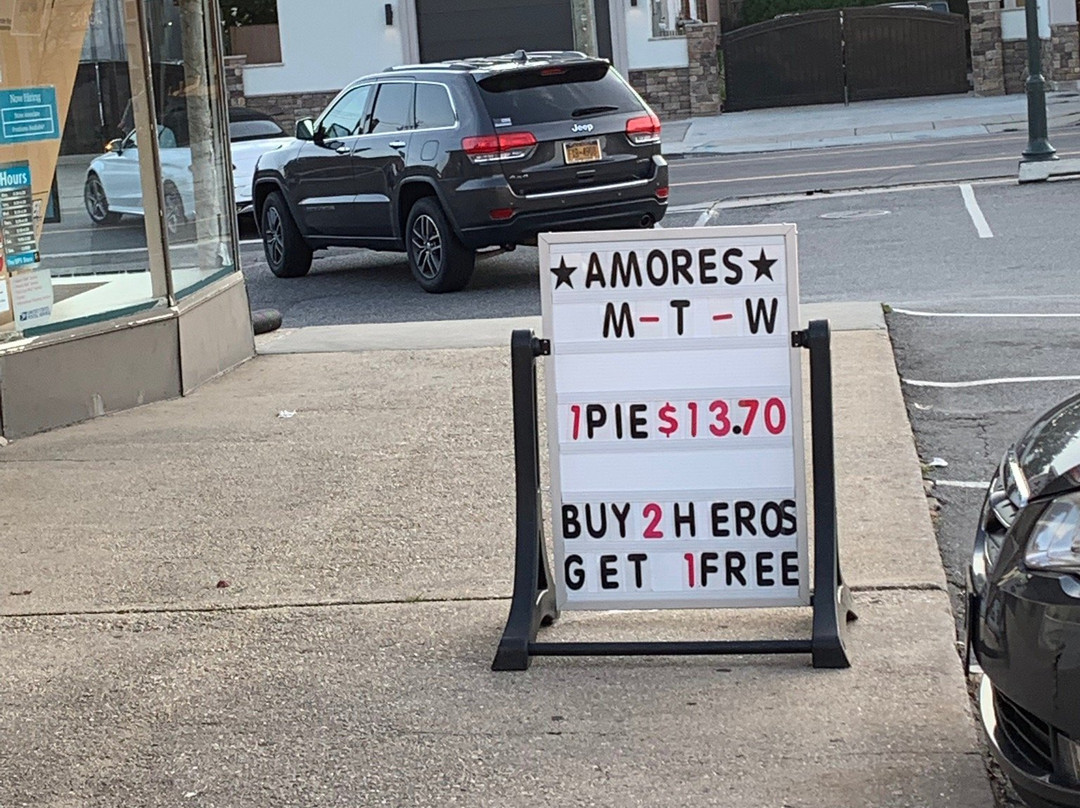 Now Hiring
Hours
Jeep
★AMORES★
M-T-W
1PIE $13.70
BUY 2 HEROS
GET 1FREE